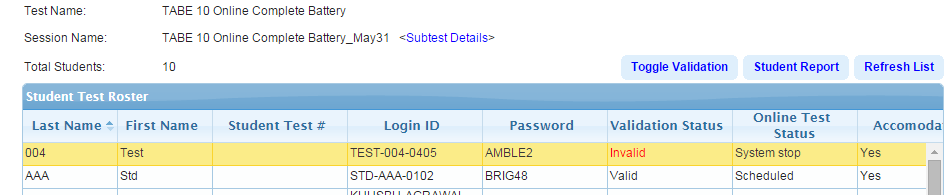 Test Name: TABE 10 Online Complete Battery
Session Name: TABE 10 Online Complete Battery_May31 <Subtest Details>
Total Students: 10
Toggle Validation Student Report Refresh List
Student Test Roster
Last Name First Name Student Test # Login ID Password Validation Status Online Test Status Accomoda
004 Test TEST-004-0405 AMBLE2 Invalid System stop Yes
AAA Std STD-AAA-0102 BRIG48 Valid Scheduled Yes